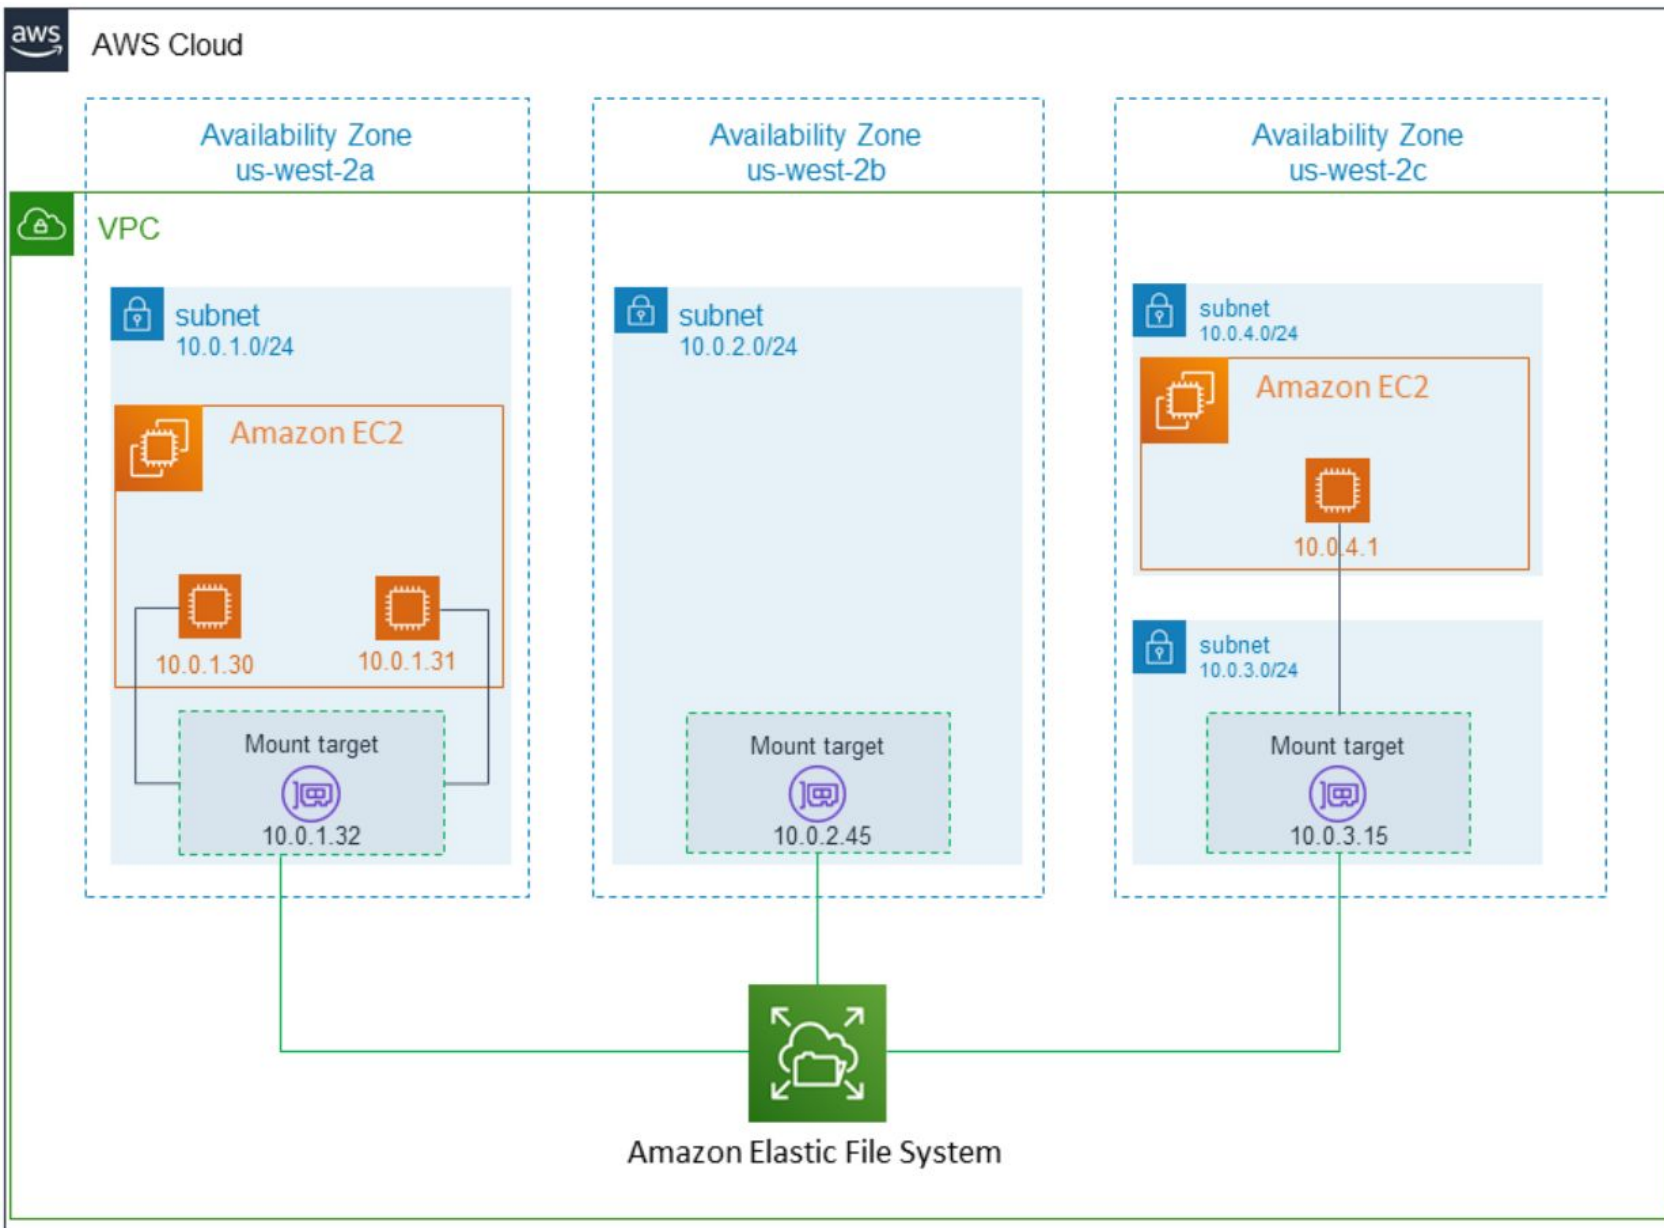 aws
AWS Cloud
Availability Zone
us-west-2a
Availability Zone
us-west-2b
Availability Zone
us-west-2c
VPC
subnet
10.0.1.0/24
Amazon EC2
10.0.1.30
10.0.1.31
Mount target
10.0.1.32
subnet
10.0.2.0/24
Mount target
10.0.2.45
subnet
10.0.4.0/24
Amazon EC2
10.0.4.1
subnet
10.0.3.0/24
Mount target
10.0.3.15
Amazon Elastic File System